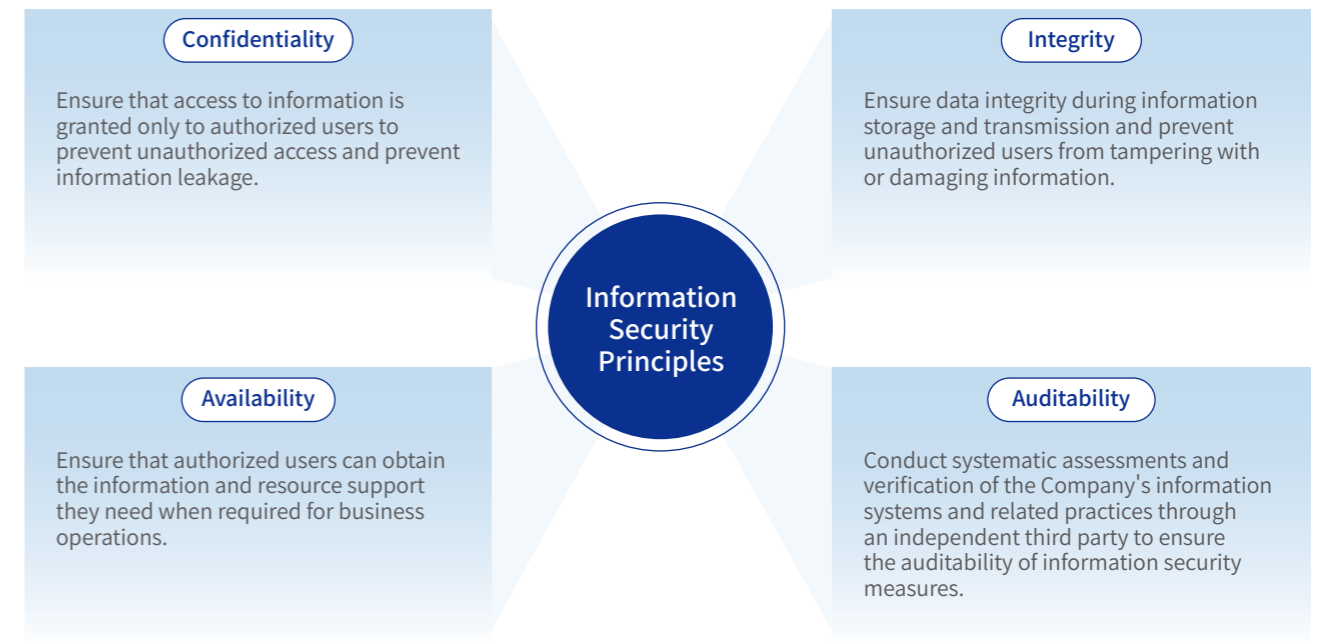 Confidentiality
Ensure that access to information is
granted only to authorized users to
prevent unauthorized access and prevent
information leakage.
Integrity
Ensure data integrity during information
storage and transmission and prevent
unauthorized users from tampering with
or damaging information.
Information
Security
Principles
Availability
Ensure that authorized users can obtain
the information and resource support
they need when required for business
operations.
Auditability
Conduct systematic assessments and
verification of the Company's information
systems and related practices through
an independent third party to ensure
the auditability of information security
measures.